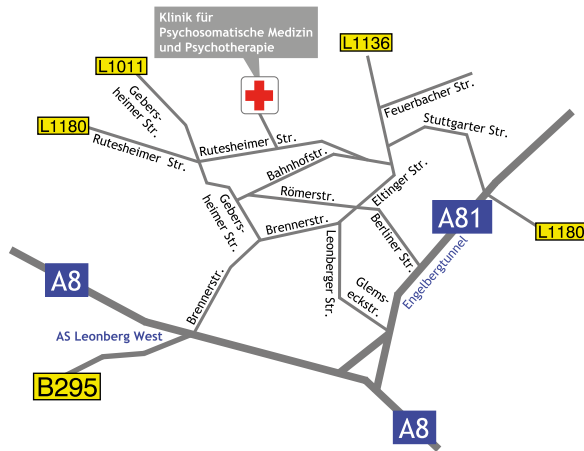 Klinik für
Psychosomatische Medizin
und Psychotherapie
L1136
L1011
Gebers-
heimer Str.
Feuerbacher Str.
L1180
Rutesheimer Str.
Rutesheimer Str.
Stuttgarter Str.
Bahnhofstr.
Römerstr.
Eltinger Str.
Gebers-
heimer Str.
Brennerstr.
Berliner Str.
A81
L1180
Leonberger Str.
Engelbergtunnel
A8
Brennerstr.
Glems-
eckstr.
AS Leonberg West
B295
A8